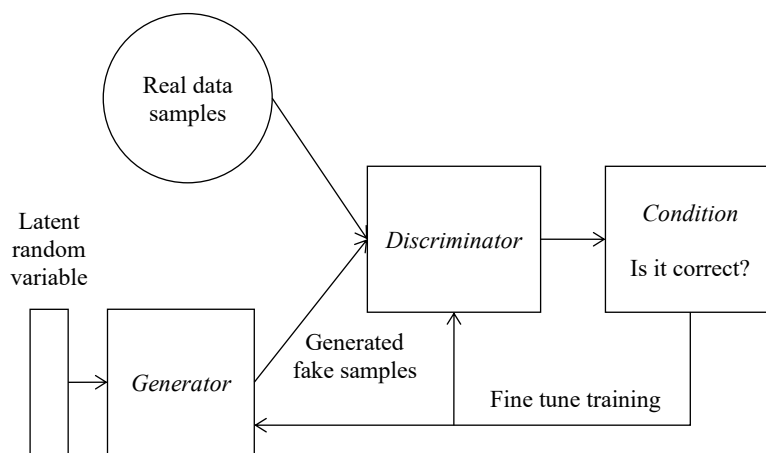 Real data
samples
Latent
random
variable
Discriminator
Condition
Is it correct?
Generator
Generated
fake samples
Fine tune training